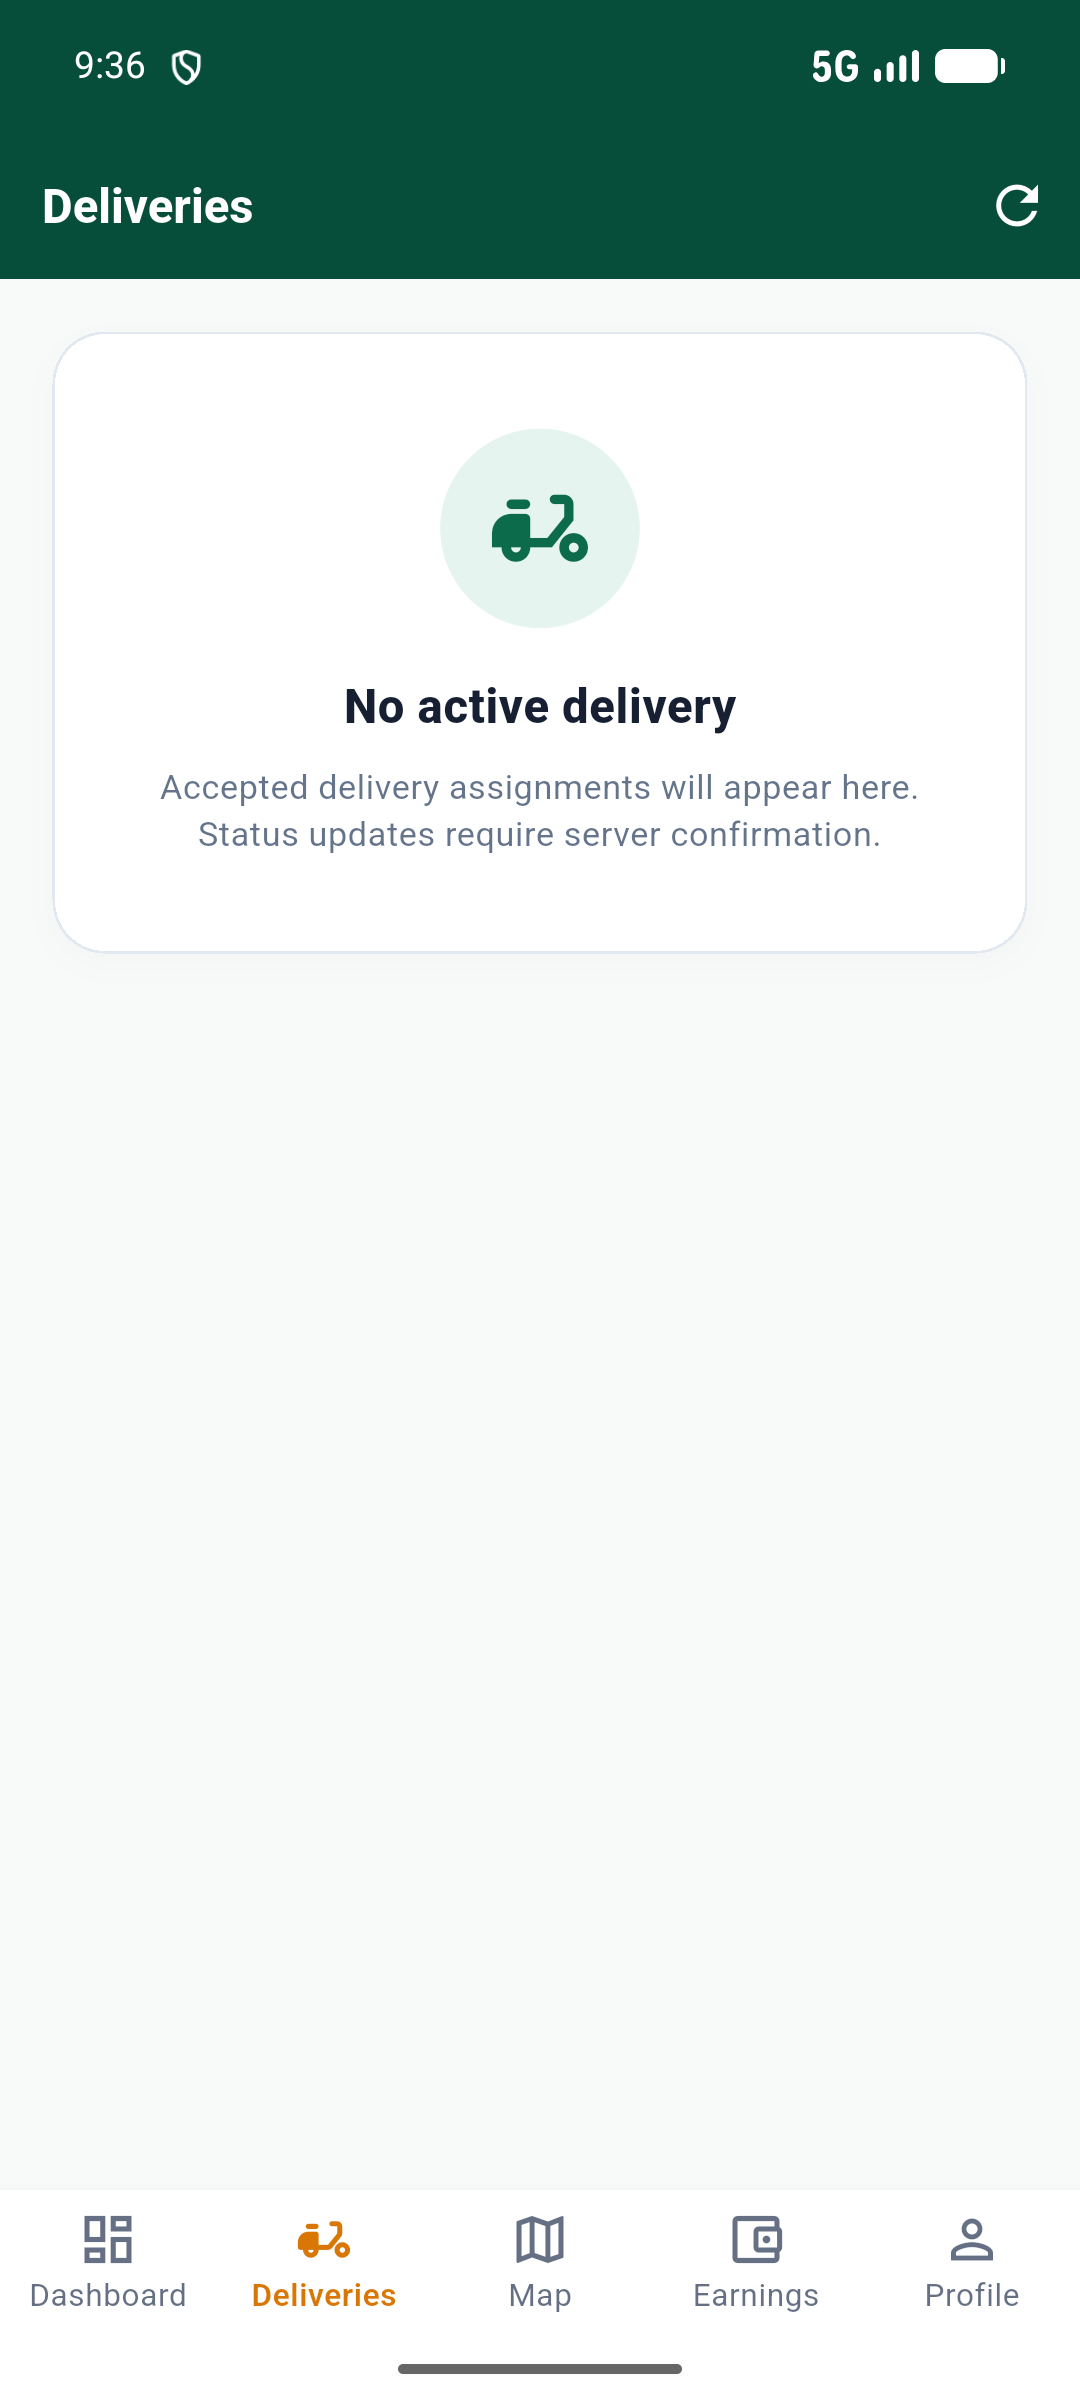 9:36
5G
Deliveries
No active delivery
Accepted delivery assignments will appear here.
Status updates require server confirmation.
Dashboard
Deliveries
Map
Earnings
Profile